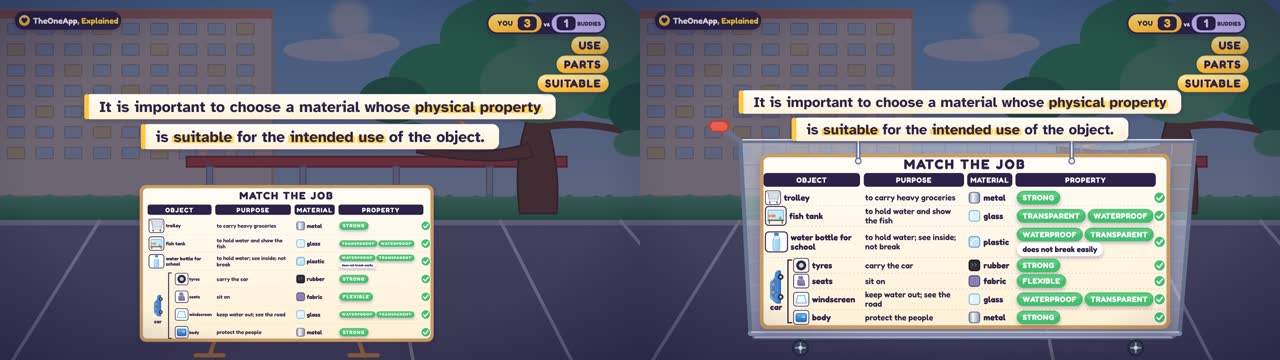 TheOneApp, Explained
YOU 3 vs 1 BUDDIES
USE
PARTS
SUITABLE
It is important to choose a material whose physical property
is suitable for the intended use of the object.
MATCH THE JOB
OBJECT PURPOSE MATERIAL PROPERTY
trolley to carry heavy groceries metal STRONG
fish tank to hold water and show the
fish glass TRANSPARENT WATERPROOF
water bottle for
school to hold water; see inside; not
break plastic WATERPROOF TRANSPARENT
does not break easily
tyres carry the car rubber STRONG
seats sit on fabric FLEXIBLE
windscreen keep water out; see the road glass WATERPROOF TRANSPARENT
car
body protect the people metal STRONG
TheOneApp, Explained
YOU 3 vs 1 BUDDIES
USE
PARTS
SUITABLE
It is important to choose a material whose physical property
is suitable for the intended use of the object.
MATCH THE JOB
OBJECT PURPOSE MATERIAL PROPERTY
trolley to carry heavy groceries metal STRONG
fish tank to hold water and show
the fish glass TRANSPARENT WATERPROOF
water bottle for
school to hold water; see inside;
not break plastic WATERPROOF TRANSPARENT
does not break easily
tyres carry the car rubber STRONG
seats sit on fabric FLEXIBLE
windscreen keep water out; see the
road glass WATERPROOF TRANSPARENT
car
body protect the people metal STRONG